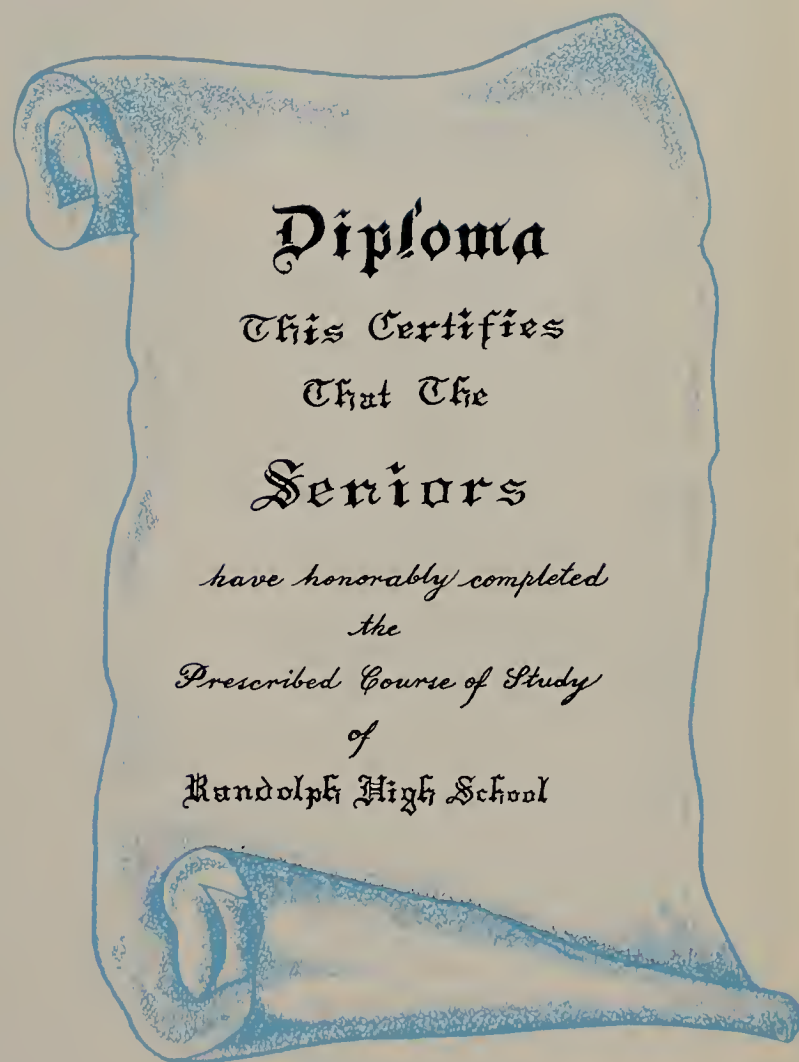 Diploma
This Certifies
That The
Seniors
have honorably completed
the
Prescribed Course of Study
of
Randolph High School